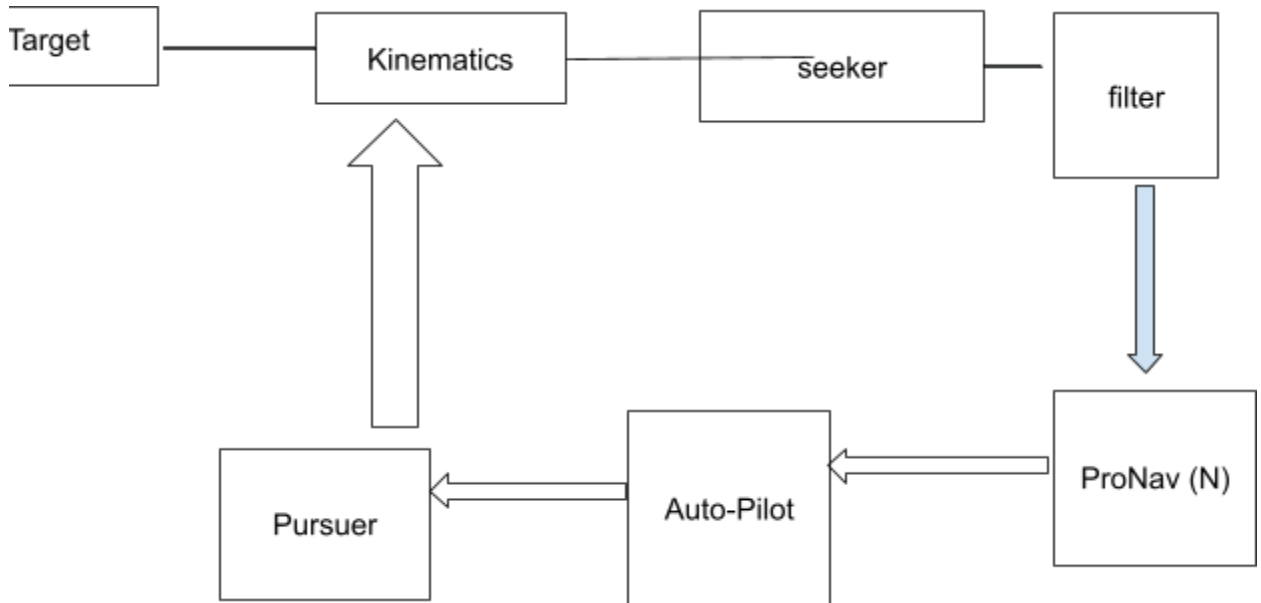 Target
Kinematics
seeker
filter
ProNav (N)
Auto-Pilot
Pursuer